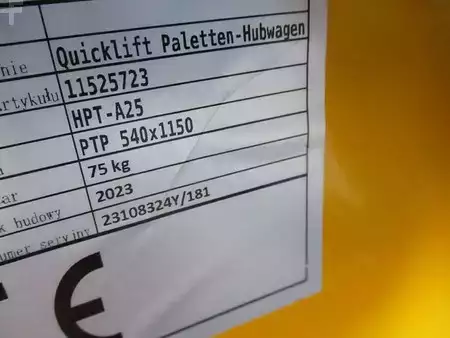 nie Quicklift Paletten-Hubwagen
artykułu 11525723
HPT-A25
PTP 540x1150
75 kg
ar 2023
k budowy 23108324Y/181
umer seryjny
CE